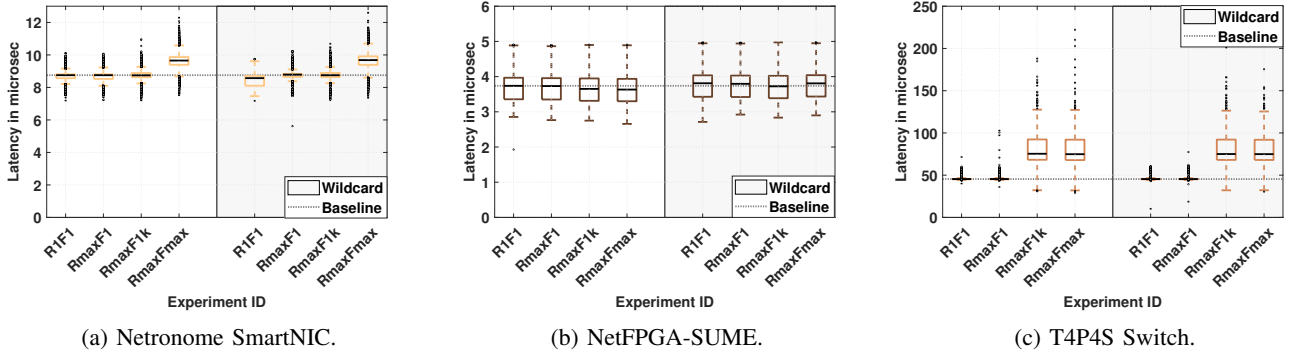 12
10
8
6
4
2
0
Latency in microsec
Wildcard
Baseline
R1F1
RmaxF1
RmaxF1k
RmaxFmax
R1F1
RmaxF1
RmaxF1k
RmaxFmax
Experiment ID
(a) Netronome SmartNIC.
6
5
4
3
2
1
0
Latency in microsec
Wildcard
Baseline
R1F1
RmaxF1
RmaxF1k
RmaxFmax
R1F1
RmaxF1
RmaxF1k
RmaxFmax
Experiment ID
(b) NetFPGA-SUME.
250
200
150
100
50
0
Latency in microsec
Wildcard
Baseline
R1F1
RmaxF1
RmaxF1k
RmaxFmax
R1F1
RmaxF1
RmaxF1k
RmaxFmax
Experiment ID
(c) T4P4S Switch.